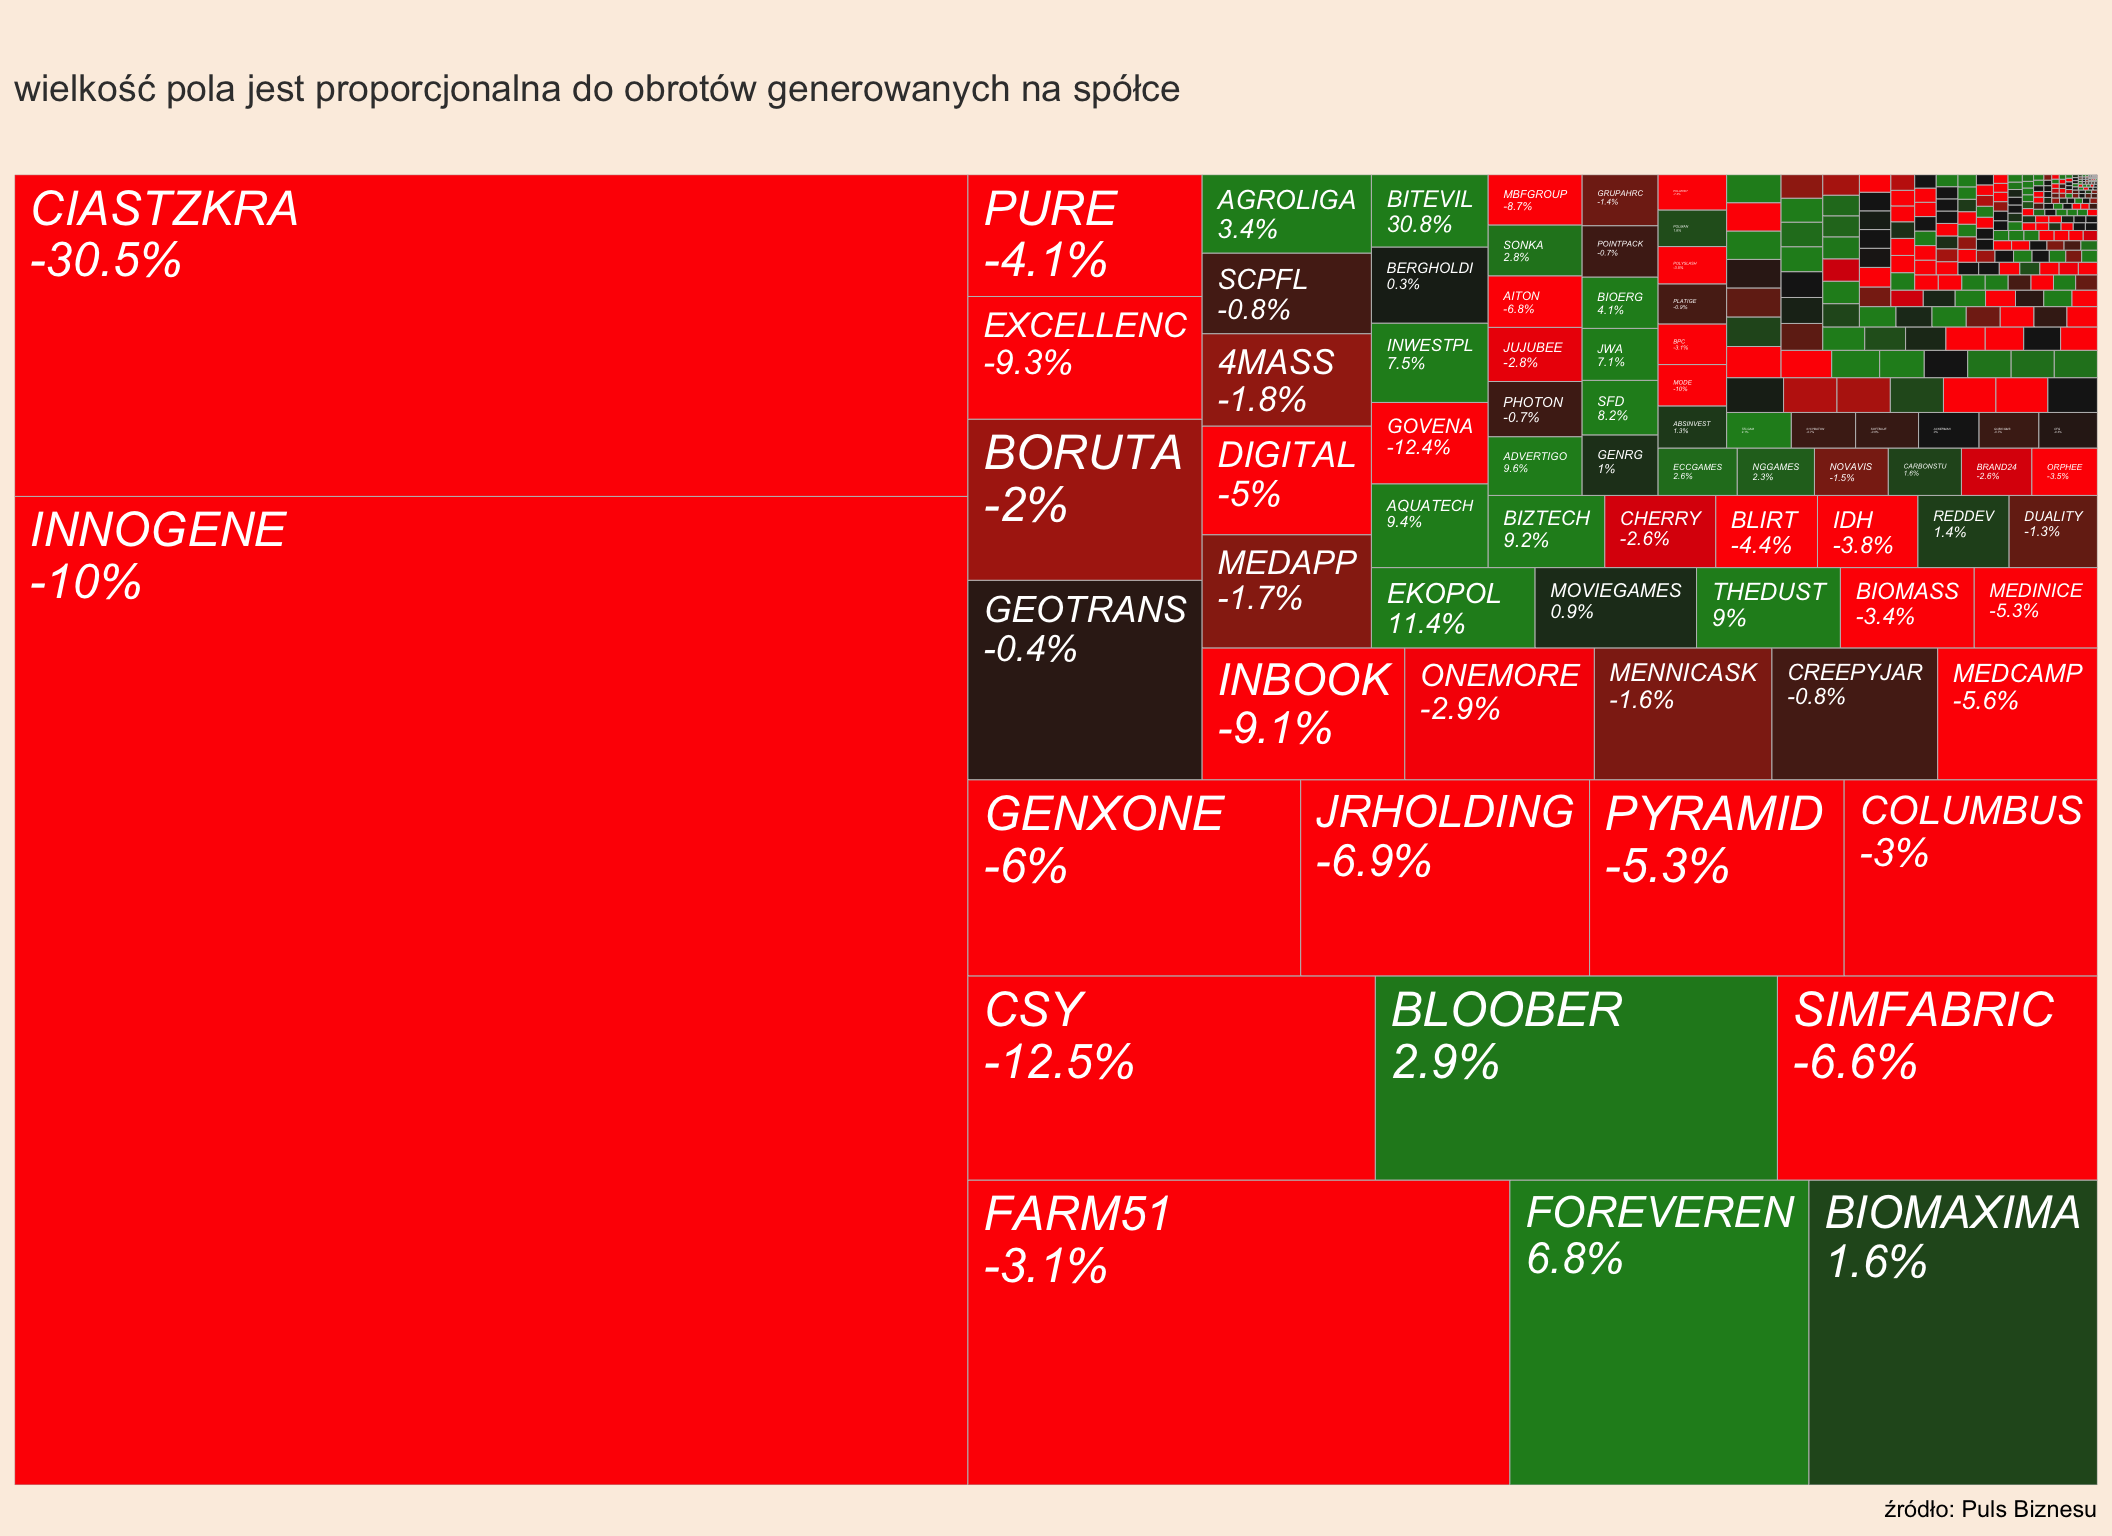 wielkość pola jest proporcjonalna do obrotów generowanych na spółce
CIASTZKRA
-30.5%
INNOGENE
-10%
PURE
-4.1%
EXCELLENC
-9.3%
BORUTA
-2%
GEOTRANS
-0.4%
AGROLIGA
3.4%
SCPFL
-0.8%
4MASS
-1.8%
DIGITAL
-5%
MEDAPP
-1.7%
BITEVIL
30.8%
BERGHOLDI
0.3%
INWESTPL
7.5%
GOVENA
-12.4%
AQUATECH
9.4%
MBFGROUP
-8.7%
SONKA
2.8%
AITON
-6.8%
JUJUBEE
-2.8%
PHOTON
-0.7%
ADVERTIGO
9.6%
GRUPAHRC
-1.4%
POINTPACK
-0.7%
BIOERG
4.1%
JWA
7.1%
SFD
8.2%
GENRG
1%
PLATIGE
-0.9%
BPC
-3.1%
MODE
-10%
ABSINVEST
1.3%
ECCGAMES
2.6%
NGGAMES
2.3%
NOVAVIS
-1.5%
CARBONSTU
1.6%
BRAND24
-2.6%
ORPHEE
-3.5%
BIZTECH
9.2%
CHERRY
-2.6%
BLIRT
-4.4%
IDH
-3.8%
REDDEV
1.4%
DUALITY
-1.3%
EKOPOL
11.4%
MOVIEGAMES
0.9%
THEDUST
9%
BIOMASS
-3.4%
MEDINICE
-5.3%
INBOOK
-9.1%
ONEMORE
-2.9%
MENNICASK
-1.6%
CREEPYJAR
-0.8%
MEDCAMP
-5.6%
GENXONE
-6%
JRHOLDING
-6.9%
PYRAMID
-5.3%
COLUMBUS
-3%
CSY
-12.5%
BLOOBER
2.9%
SIMFABRIC
-6.6%
FARM51
-3.1%
FOREVEREN
6.8%
BIOMAXIMA
1.6%
źródło: Puls Biznesu